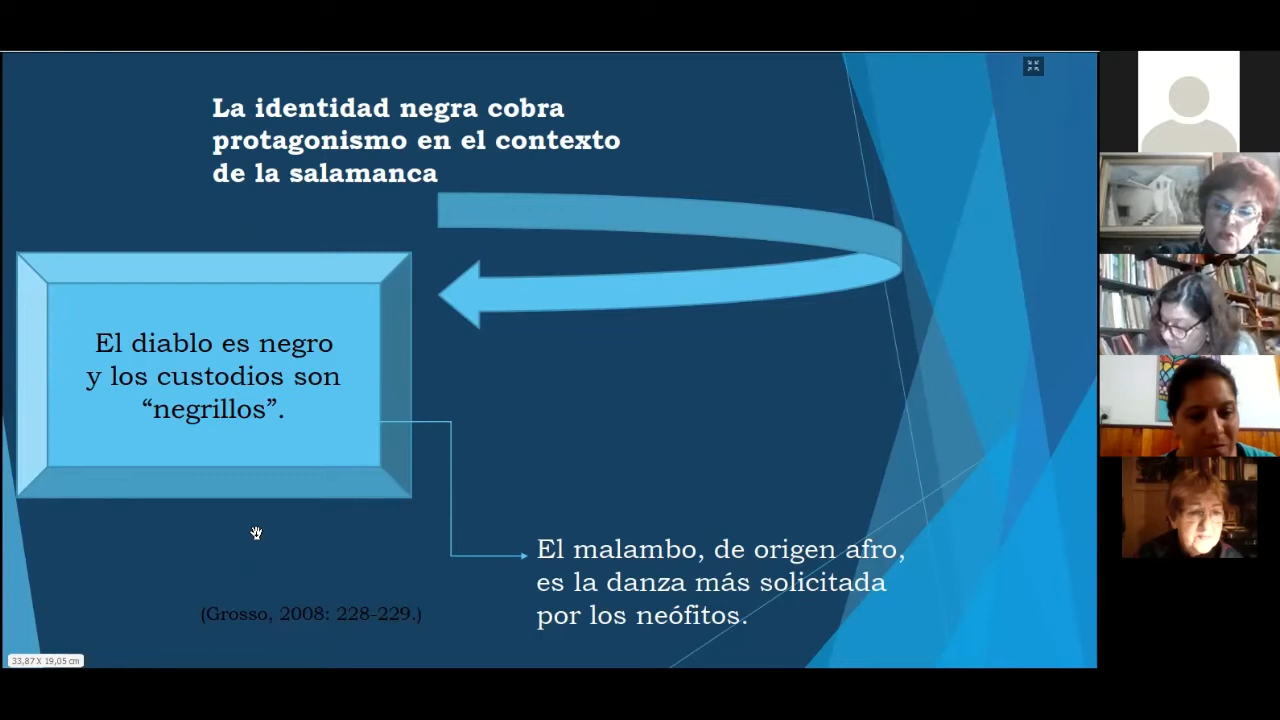 La identidad negra cobra
protagonismo en el contexto
de la salamanca
El diablo es negro
y los custodios son
“negrillos”.
El malambo, de origen afro,
es la danza más solicitada
por los neófitos.
(Grosso, 2008: 228-229.)
33,87 X 19,05 cm